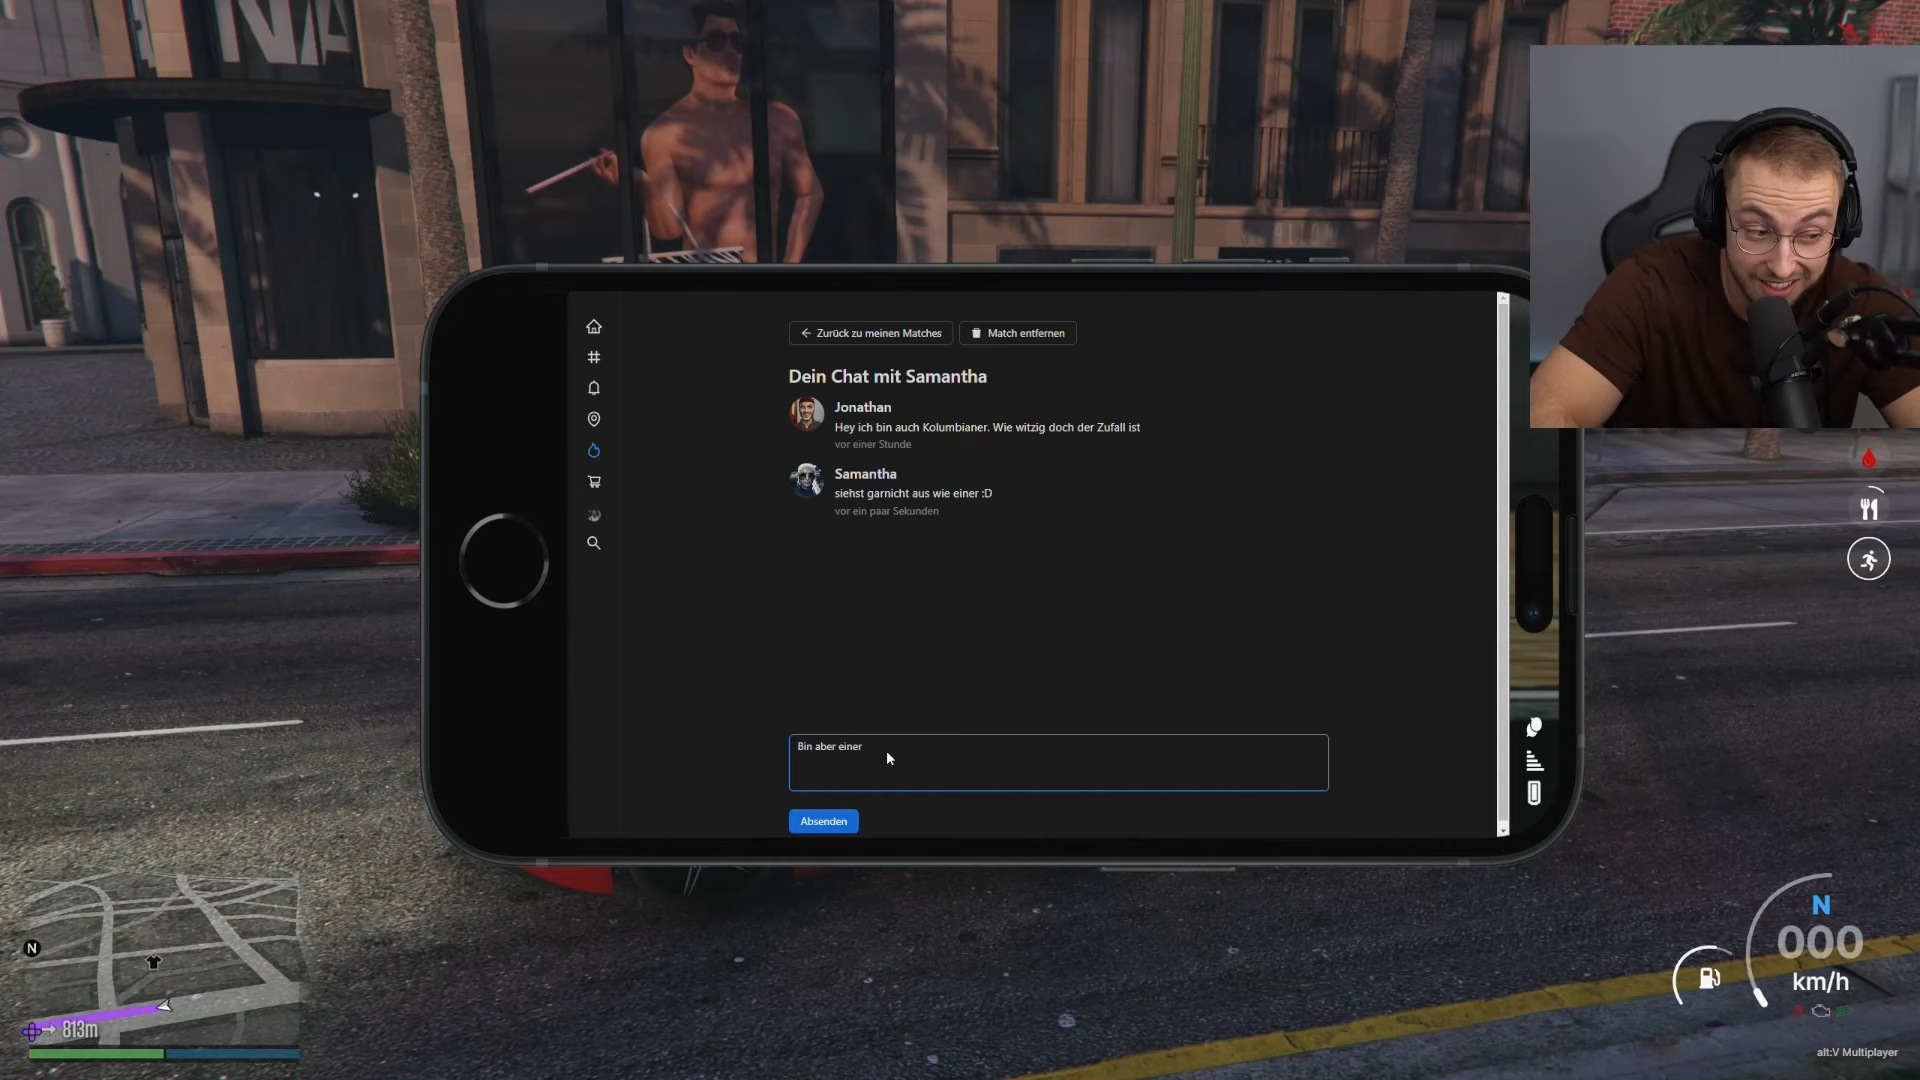 ← Zurück zu meinen Matches
Match entfernen
Dein Chat mit Samantha
Jonathan
Hey ich bin auch Kolumbianer. Wie witzig doch der Zufall ist
vor einer Stunde
Samantha
siehst garnicht aus wie einer :D
vor ein paar Sekunden
Bin aber einer
Absenden
N
813m
N
000
km/h
alt:V Multiplayer